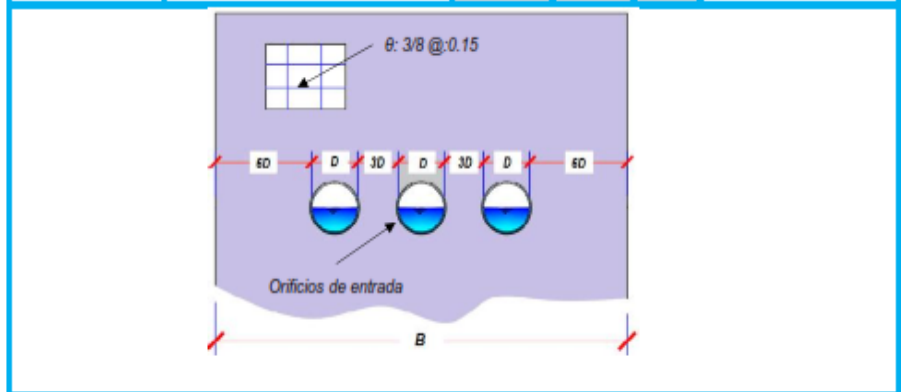 θ: 3/8 @:0.15
6D D 3D D 3D D 6D
Orificios de entrada
B